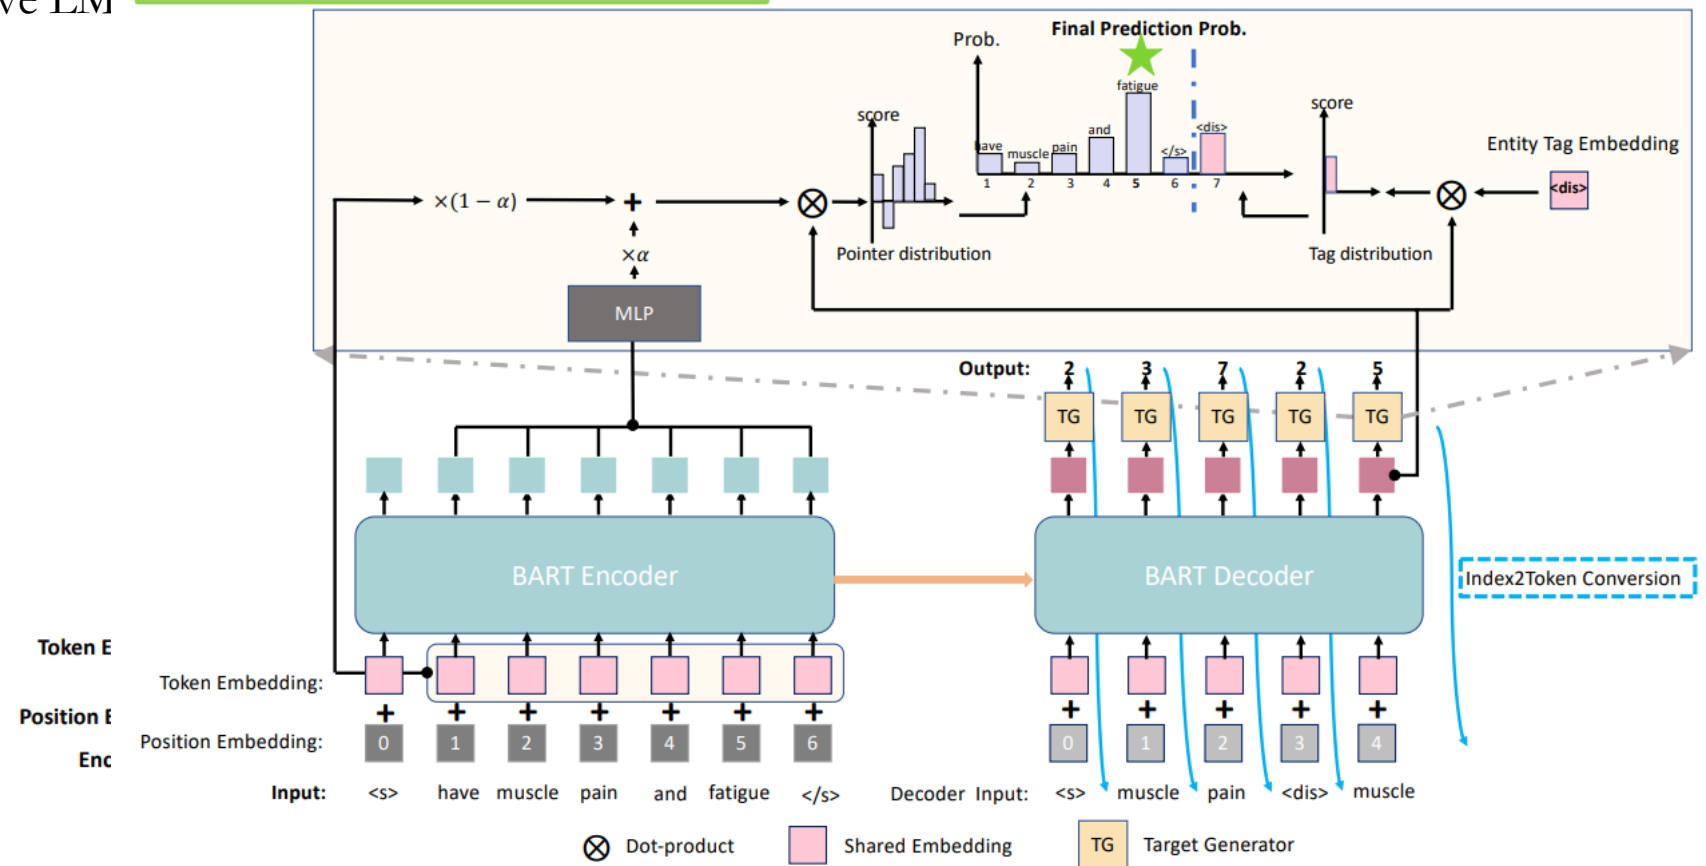 ve LM
Final Prediction Prob.
Prob.
fatigue
and
have
muscle
pain
</s>
<dis>
1 2 3 4 5 6 7
score
score
Entity Tag Embedding
<dis>
×(1 − α)
+
×α
Pointer distribution
Tag distribution
MLP
Output: 2 3 7 2 5
TG TG TG TG TG
BART Encoder
BART Decoder
Index2Token Conversion
Token E
Token Embedding:
+ + + + + + + + + + + +
Position E
Position Embedding: 0 1 2 3 4 5 6 0 1 2 3 4
Enc
Input: <s> have muscle pain and fatigue </s>
Decoder Input: <s> muscle pain <dis> muscle
Dot-product
Shared Embedding
TG Target Generator